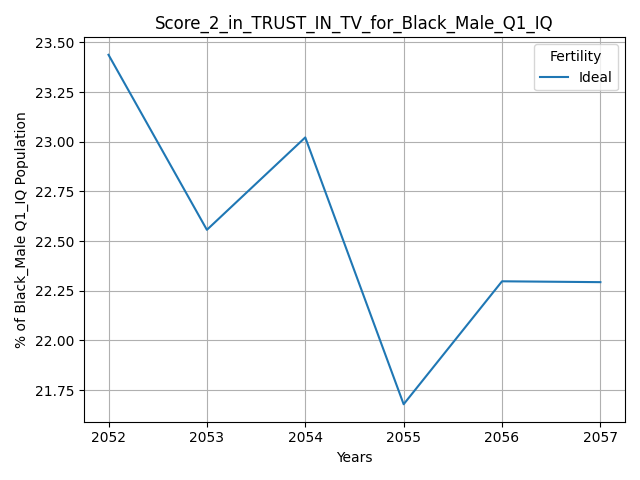 Score_2_in_TRUST_IN_TV_for_Black_Male_Q1_IQ
Fertility
Ideal
% of Black_Male Q1_IQ Population
23.50
23.25
23.00
22.75
22.50
22.25
22.00
21.75
2052 2053 2054 2055 2056 2057
Years